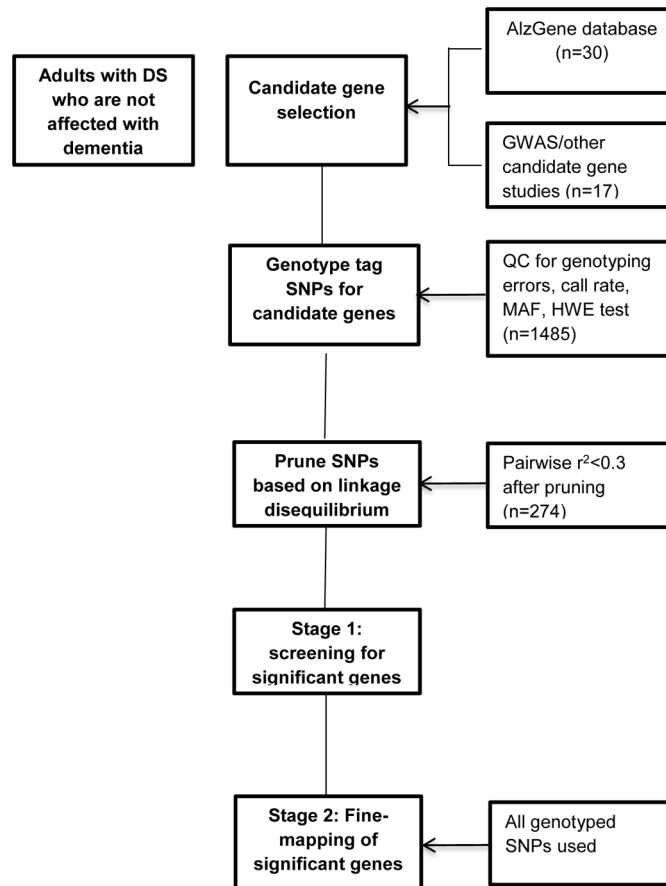 Adults with DS
who are not
affected with
dementia
Candidate gene
selection
AlzGene database
(n=30)
GWAS/other
candidate gene
studies (n=17)
Genotype tag
SNPs for
candidate genes
QC for genotyping
errors, call rate,
MAF, HWE test
(n=1485)
Prune SNPs
based on linkage
disequilibrium
Pairwise r²<0.3
after pruning
(n=274)
Stage 1:
screening for
significant genes
Stage 2: Fine-
mapping of
significant genes
All genotyped
SNPs used